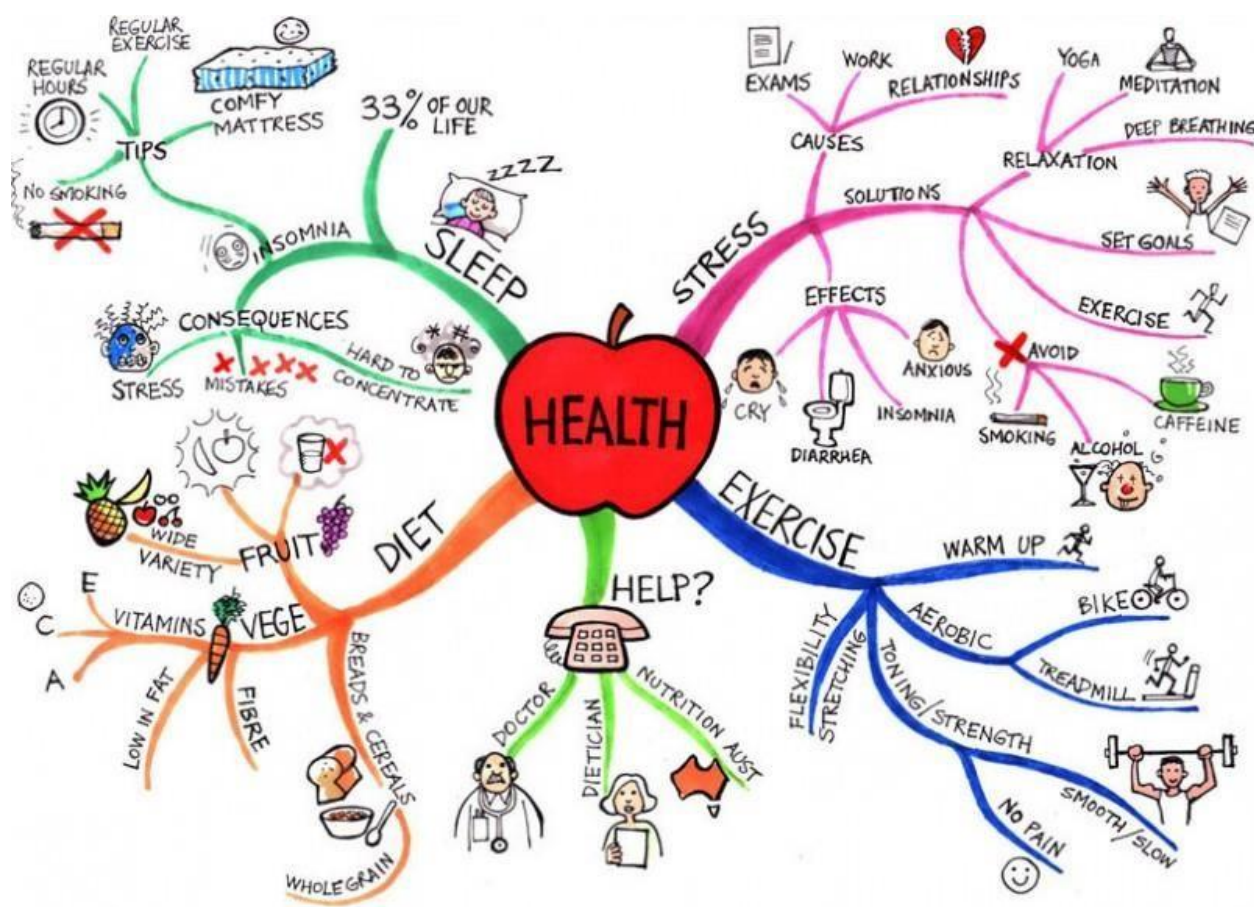 HEALTH
SLEEP
33% OF OUR
LIFE
ZZZZ
INSOMNIA
TIPS
REGULAR
HOURS
REGULAR
EXERCISE
COMFY
MATTRESS
NO SMOKING
CONSEQUENCES
STRESS
MISTAKES
HARD TO
CONCENTRATE
STRESS
CAUSES
EXAMS
WORK
RELATIONSHIPS
SOLUTIONS
RELAXATION
YOGA
MEDITATION
DEEP BREATHING
SET GOALS
EXERCISE
AVOID
SMOKING
ALCOHOL
CAFFEINE
EFFECTS
CRY
DIARRHEA
INSOMNIA
ANXIOUS
EXERCISE
WARM UP
AEROBIC
BIKE
TREADMILL
TONING/STRENGTH
SMOOTH/SLOW
NO PAIN
FLEXIBILITY
STRETCHING
HELP?
DOCTOR
DIETICIAN
NUTRITION AUST
DIET
FRUIT
WIDE
VARIETY
VEGE
VITAMINS
E
C
A
LOW IN FAT
FIBRE
BREADS & CEREALS
WHOLEGRAIN